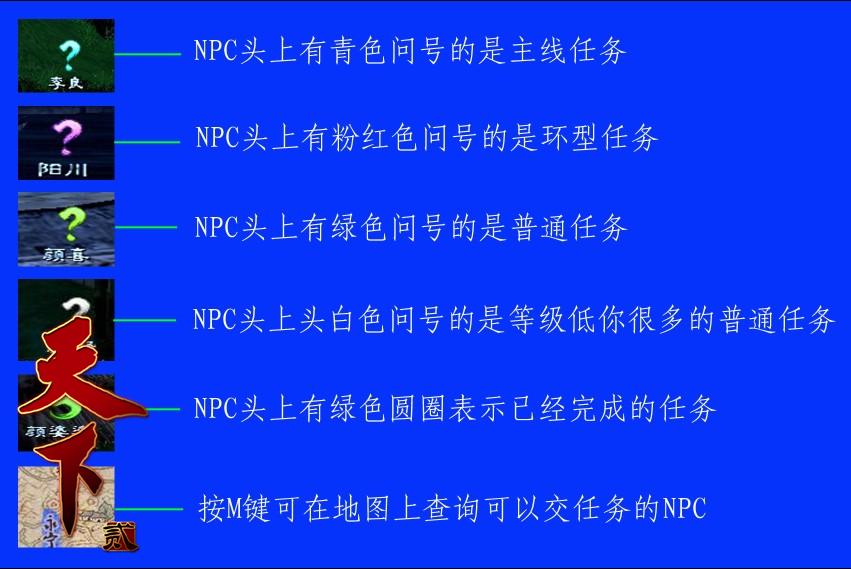 李良
NPC头上有青色问号的是主线任务
阳川
NPC头上有粉红色问号的是环型任务
颜喜
NPC头上有绿色问号的是普通任务
NPC头上头白色问号的是等级低你很多的普通任务
颜婆婆
NPC头上有绿色圆圈表示已经完成的任务
永宁
按M键可在地图上查询可以交任务的NPC
天下
贰